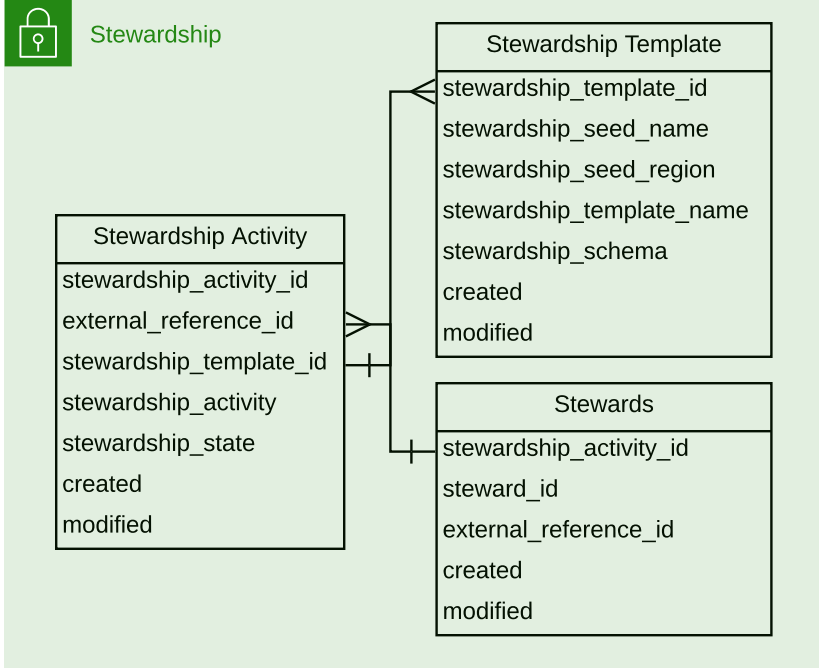 Stewardship
Stewardship Template
stewardship_template_id
stewardship_seed_name
stewardship_seed_region
stewardship_template_name
stewardship_schema
created
modified
Stewardship Activity
stewardship_activity_id
external_reference_id
stewardship_template_id
stewardship_activity
stewardship_state
created
modified
Stewards
stewardship_activity_id
steward_id
external_reference_id
created
modified